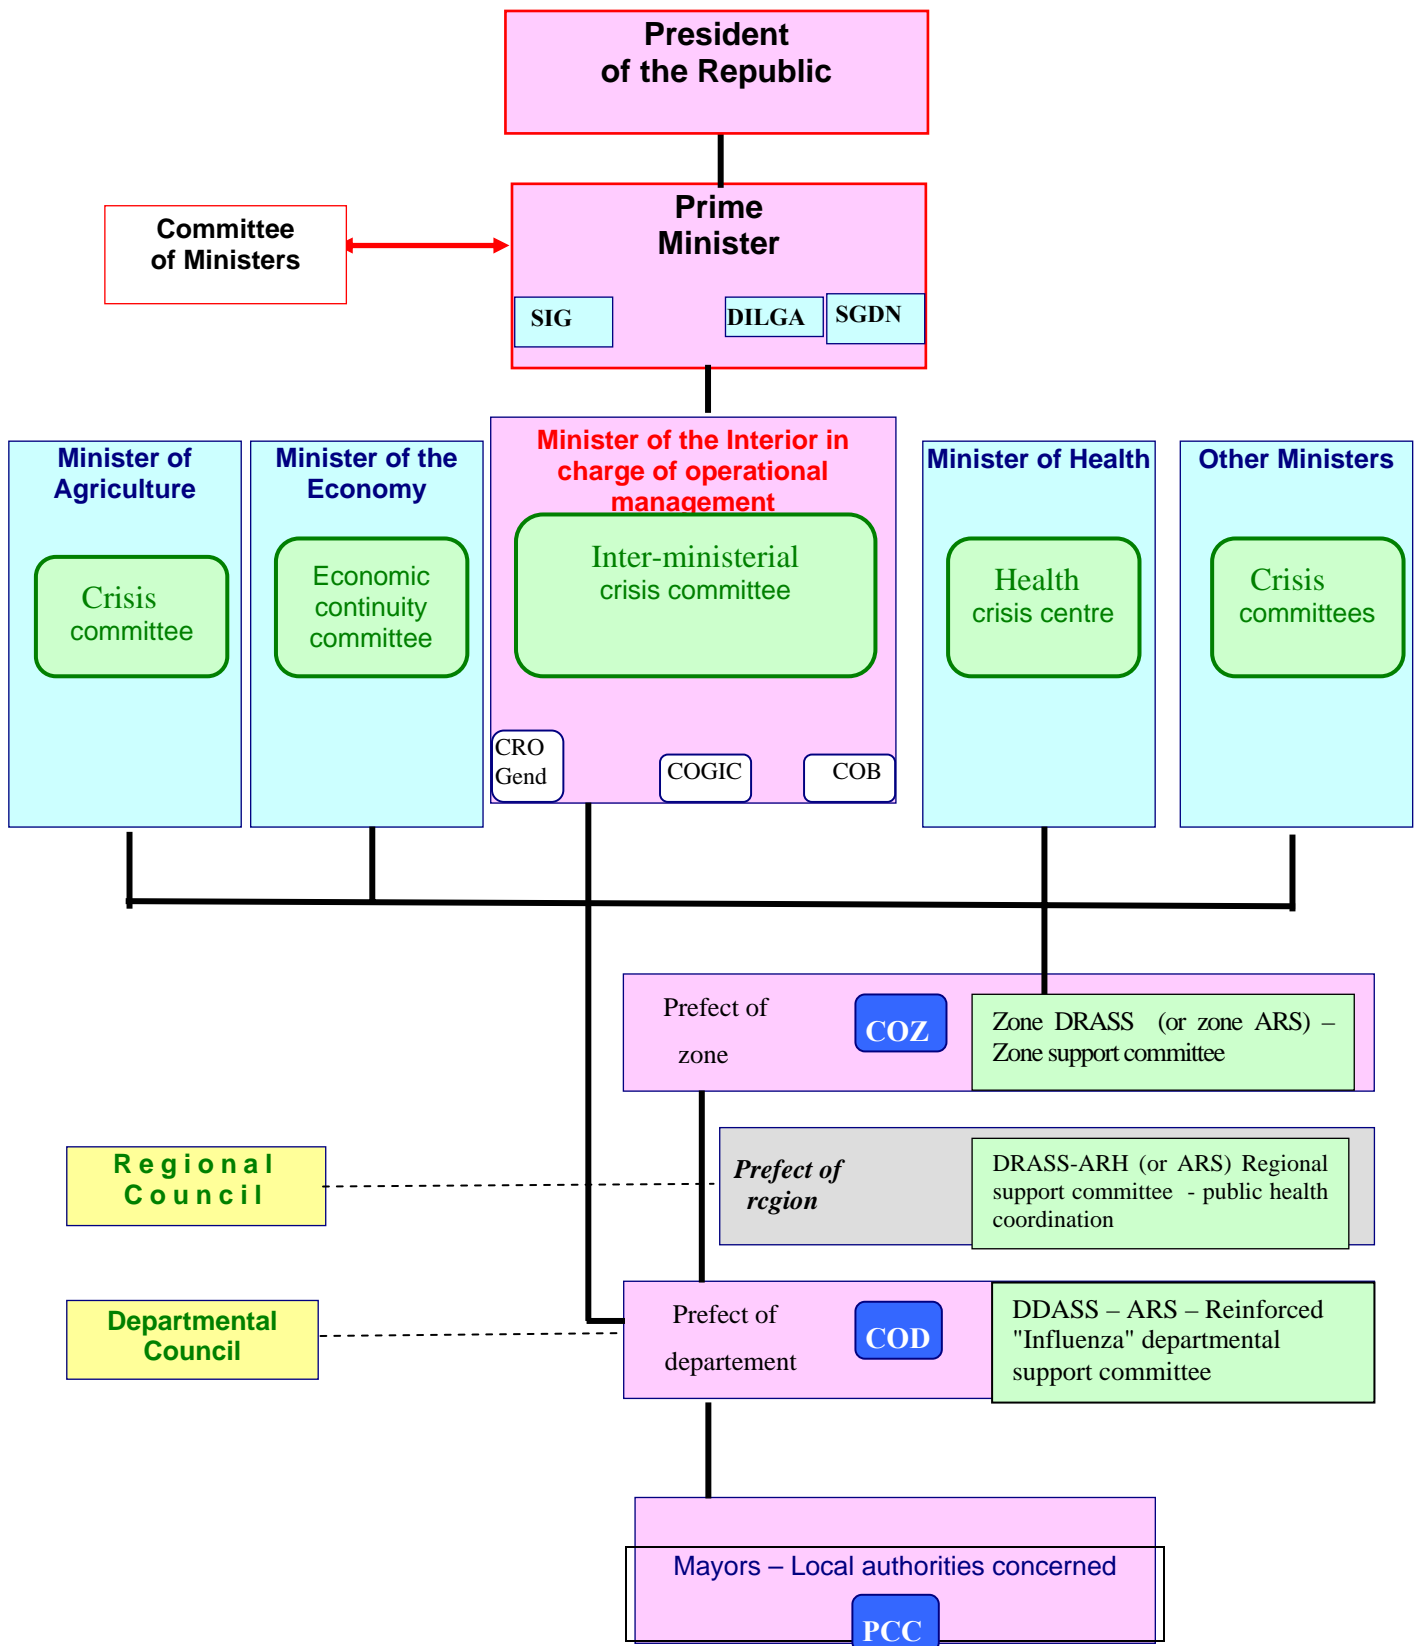 President
of the Republic
Prime
Minister
Committee
of Ministers
SIG
DILGA
SGDN
Minister of
Agriculture
Crisis
committee
Minister of the
Economy
Economic
continuity
committee
Minister of the Interior in
charge of operational
management
Inter-ministerial
crisis committee
CRO
Gend
COGIC
COB
Minister of Health
Health
crisis centre
Other Ministers
Crisis
committees
Prefect of
zone
COZ
Zone DRASS (or zone ARS) –
Zone support committee
Regional
Council
Prefect of
rcgion
DRASS-ARH (or ARS) Regional
support committee - public health
coordination
Departmental
Council
Prefect of
departement
COD
DDASS – ARS – Reinforced
"Influenza" departmental
support committee
Mayors – Local authorities concerned
PCC